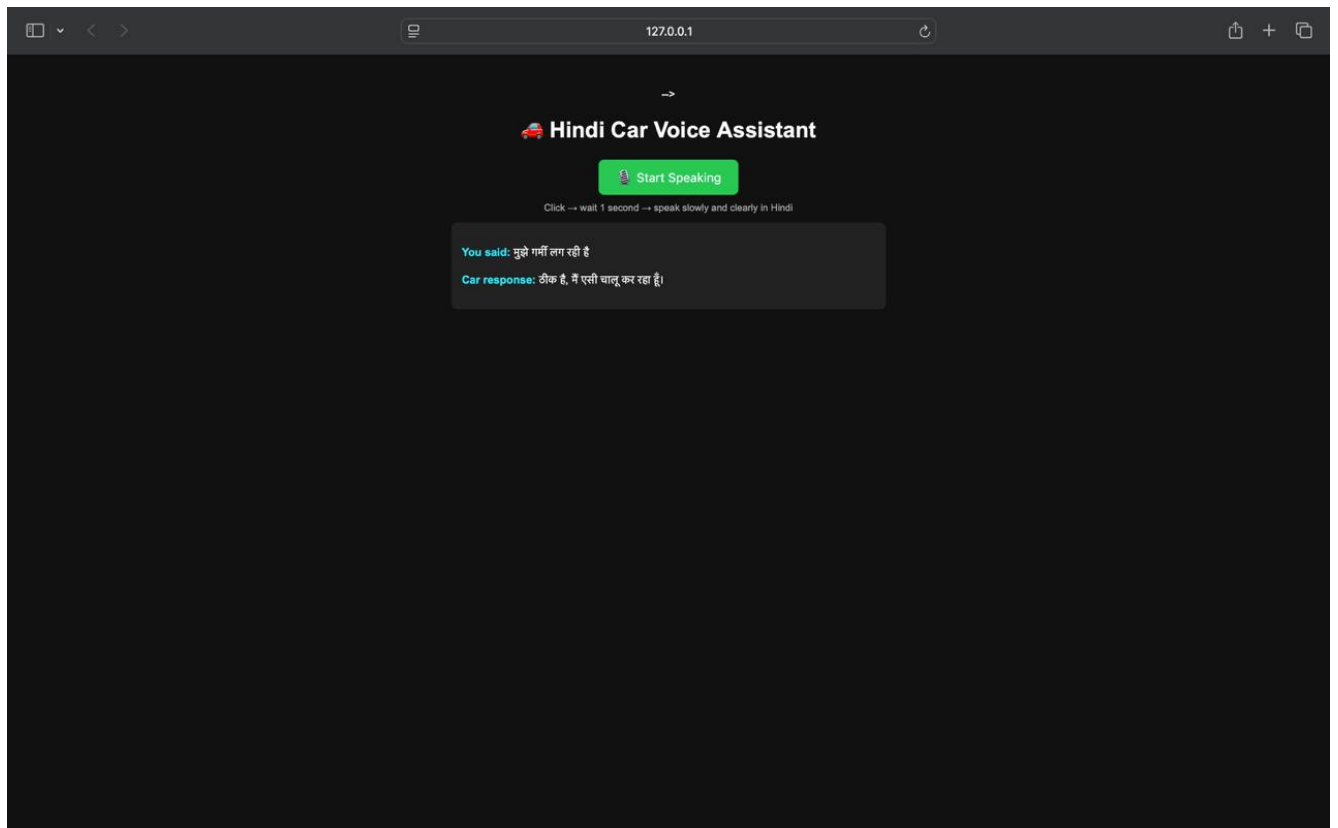 127.0.0.1
-->
🚗 Hindi Car Voice Assistant
🎙️ Start Speaking
Click → wait 1 second → speak slowly and clearly in Hindi
You said: मुझे गर्मी लग रही है
Car response: ठीक है, मैं एसी चालू कर रहा हूँ।